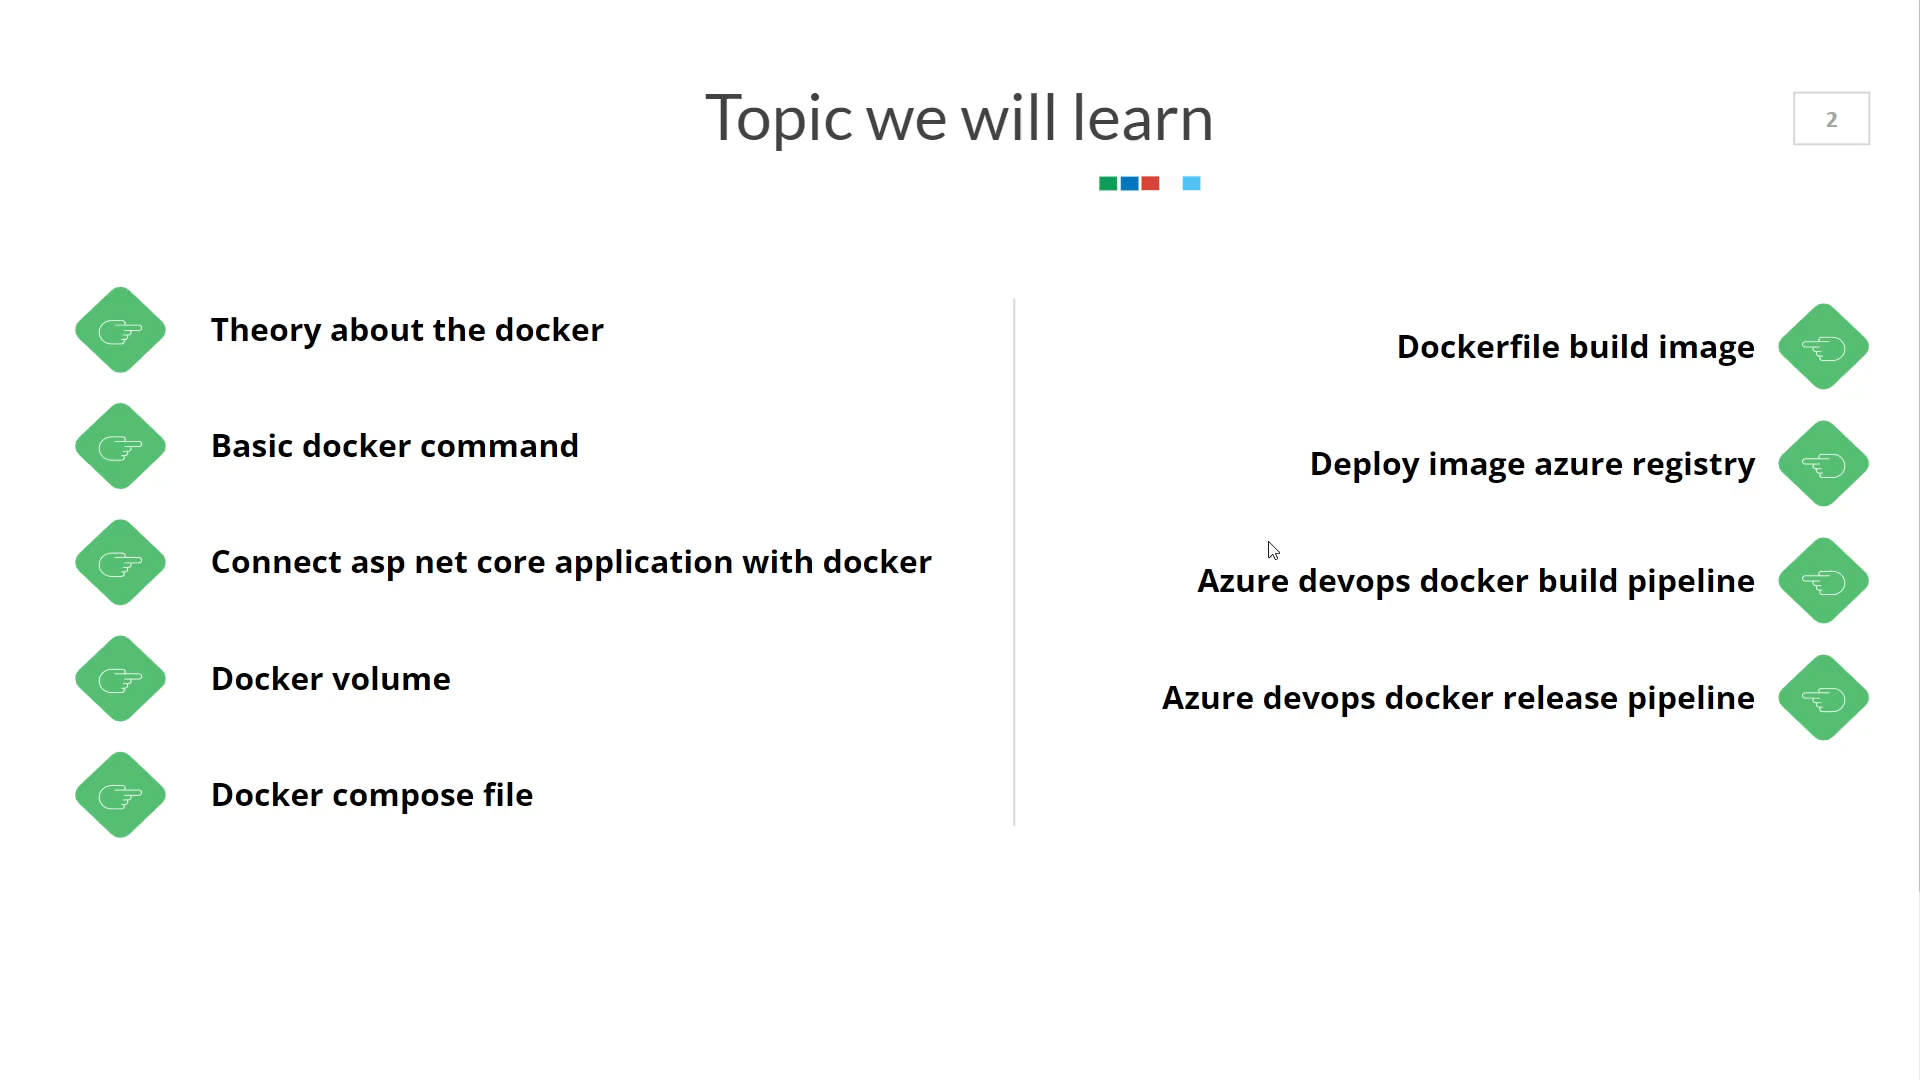 Topic we will learn
2
Theory about the docker
Basic docker command
Connect asp net core application with docker
Docker volume
Docker compose file
Dockerfile build image
Deploy image azure registry
Azure devops docker build pipeline
Azure devops docker release pipeline